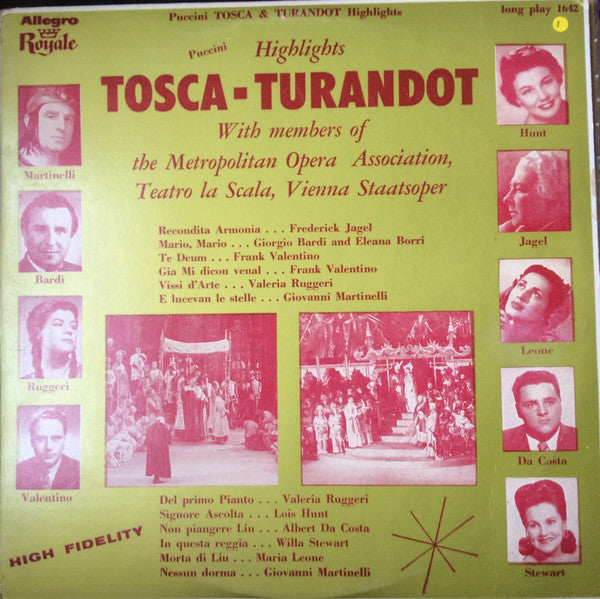 Allegro
Royale
Puccini TOSCA & TURANDOT Highlights
long play 1642
1
Puccini
Highlights
TOSCA - TURANDOT
With members of
the Metropolitan Opera Association,
Teatro la Scala, Vienna Staatsoper
Martinelli
Bardi
Ruggeri
Valentino
Hunt
Jagel
Leone
Da Costa
Stewart
Recondita Armonia . . . Frederick Jagel
Mario, Mario . . . Giorgio Bardi and Eleana Borri
Te Deum . . . Frank Valentino
Gia Mi dicon venal . . . Frank Valentino
Vissi d'Arte . . . Valeria Ruggeri
E lucevan le stelle . . . Giovanni Martinelli
Del primo Pianto . . . Valeria Ruggeri
Signore Ascolta . . . Lois Hunt
Non piangere Liu . . . Albert Da Costa
In questa reggia . . . Willa Stewart
Morta di Liu . . . Maria Leone
Nessun dorma . . . Giovanni Martinelli
HIGH FIDELITY